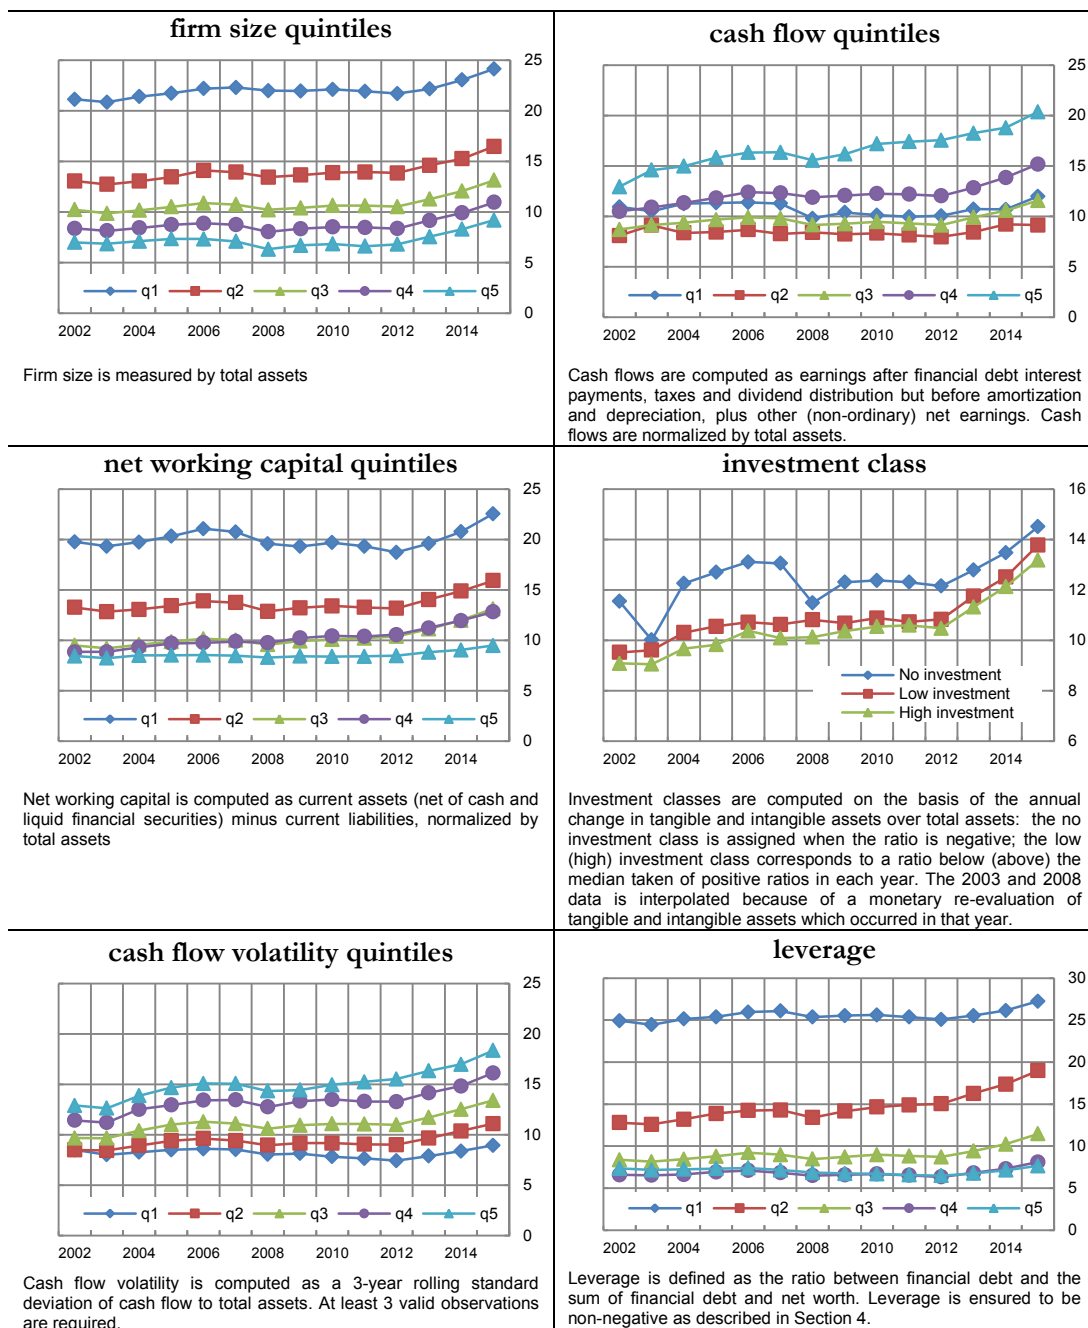 firm size quintiles
25
20
15
10
5
0
q1 q2 q3 q4 q5
2002 2004 2006 2008 2010 2012 2014
Firm size is measured by total assets
cash flow quintiles
25
20
15
10
5
0
q1 q2 q3 q4 q5
2002 2004 2006 2008 2010 2012 2014
Cash flows are computed as earnings after financial debt interest
payments, taxes and dividend distribution but before amortization
and depreciation, plus other (non-ordinary) net earnings. Cash
flows are normalized by total assets.
net working capital quintiles
25
20
15
10
5
0
q1 q2 q3 q4 q5
2002 2004 2006 2008 2010 2012 2014
Net working capital is computed as current assets (net of cash and
liquid financial securities) minus current liabilities, normalized by
total assets
investment class
16
14
12
10
8
6
No investment
Low investment
High investment
2002 2004 2006 2008 2010 2012 2014
Investment classes are computed on the basis of the annual
change in tangible and intangible assets over total assets: the no
investment class is assigned when the ratio is negative; the low
(high) investment class corresponds to a ratio below (above) the
median taken of positive ratios in each year. The 2003 and 2008
data is interpolated because of a monetary re-evaluation of
tangible and intangible assets which occurred in that year.
cash flow volatility quintiles
25
20
15
10
5
0
q1 q2 q3 q4 q5
2002 2004 2006 2008 2010 2012 2014
Cash flow volatility is computed as a 3-year rolling standard
deviation of cash flow to total assets. At least 3 valid observations
are required.
leverage
30
25
20
15
10
5
0
q1 q2 q3 q4 q5
2002 2004 2006 2008 2010 2012 2014
Leverage is defined as the ratio between financial debt and the
sum of financial debt and net worth. Leverage is ensured to be
non-negative as described in Section 4.